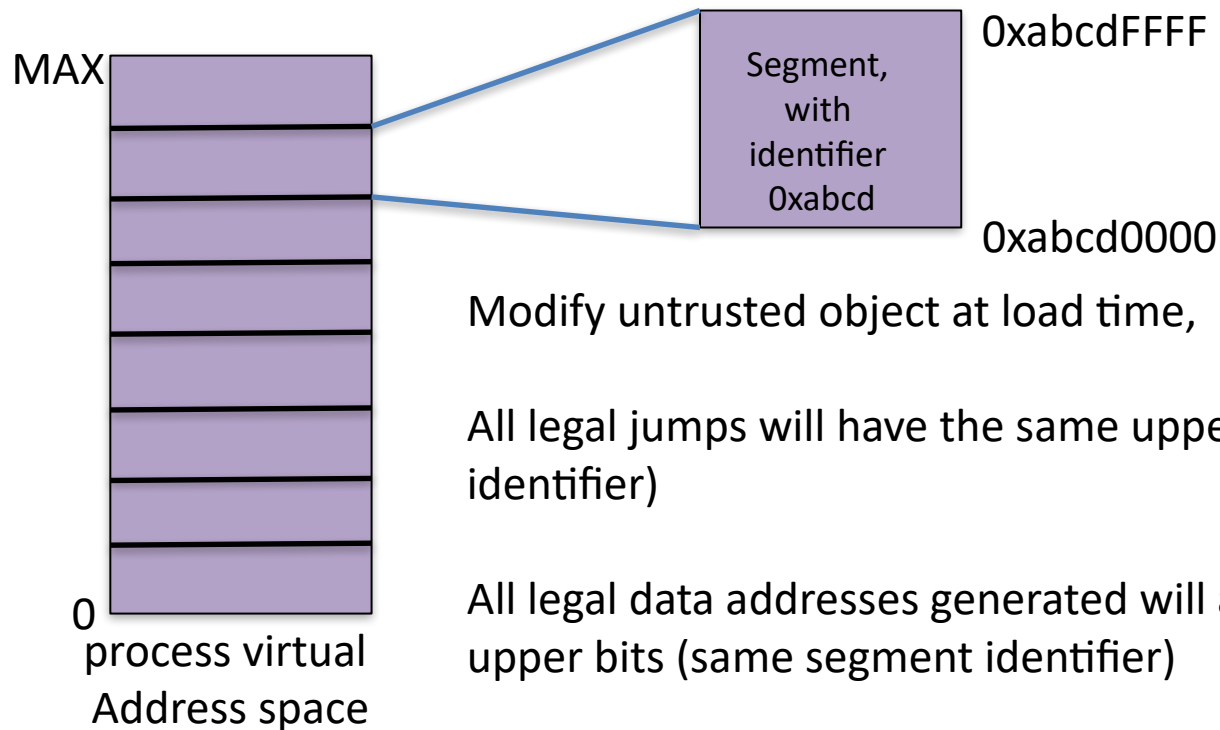 MAX
0
process virtual
Address space
Segment,
with
identifier
0xabcd
0xabcdFFFF
0xabcd0000
Modify untrusted object at load time,
All legal jumps will have the same
identifier)
All legal data addresses generated will
upper bits (same segment identifier)